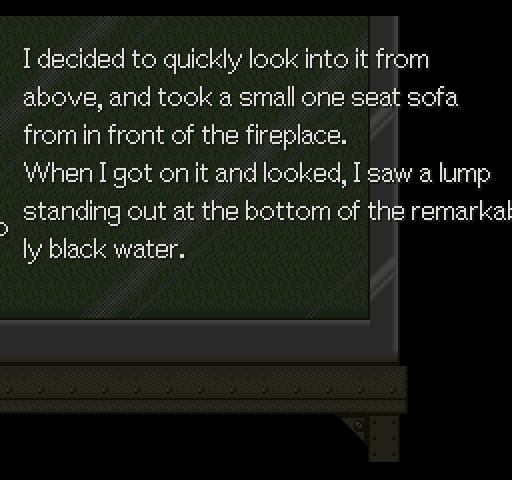 I decided to quickly look into it from
above, and took a small one seat sofa
from in front of the fireplace.
When I got on it and looked, I saw a lump
standing out at the bottom of the remarkab
ly black water.